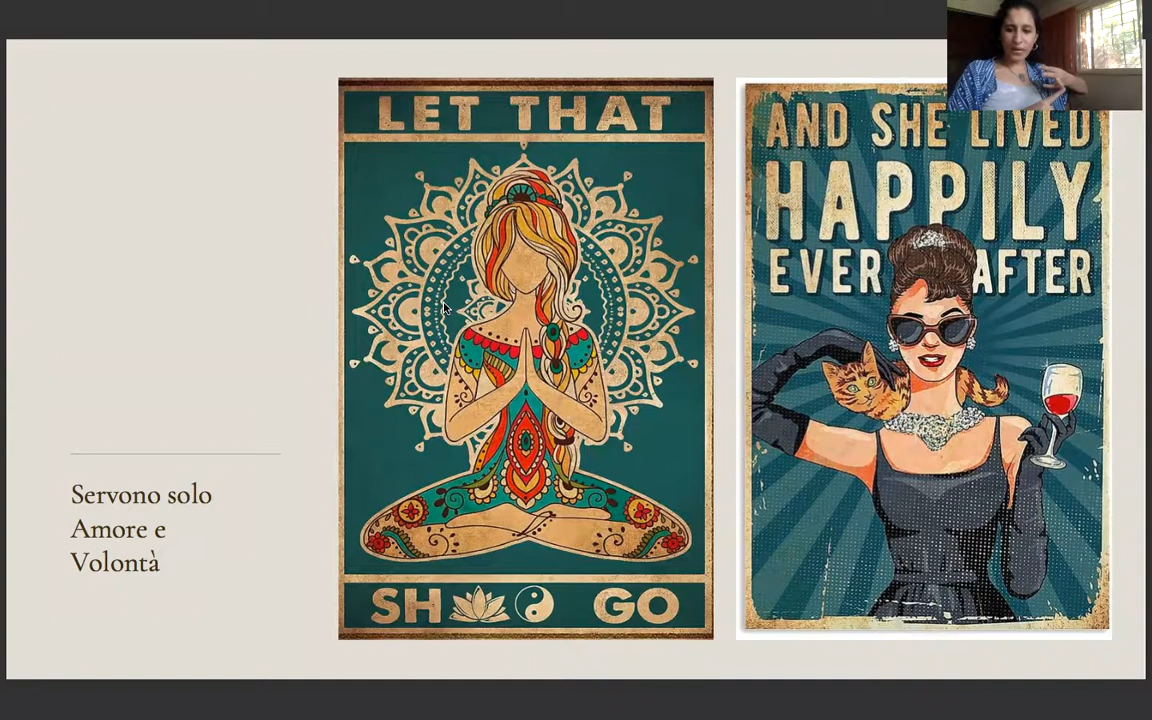 Servono solo
Amore e
Volontà
LET THAT
SH GO
AND SHE LIVED
HAPPILY
EVER AFTER